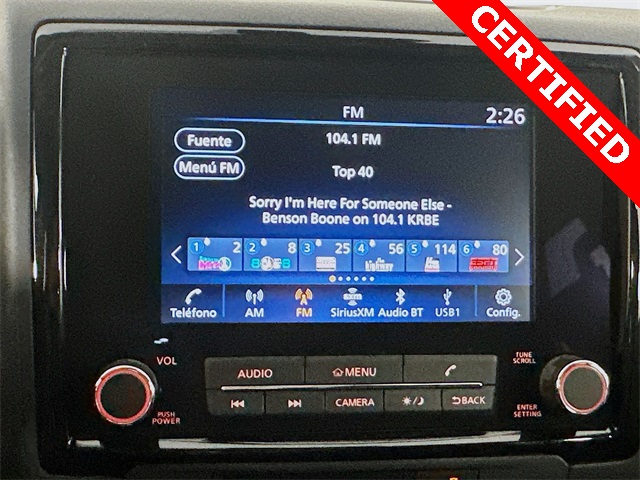 CERTIFIED
FM
2:26
Fuente
104.1 FM
Menú FM
Top 40
Sorry I'm Here For Someone Else -
Benson Boone on 104.1 KRBE
1 2 2 8 3 25 4 56 5 114 6 80
the highway
Teléfono AM FM SiriusXM Audio BT USB1 Config.
VOL
AUDIO MENU
TUNE
SCROLL
PUSH
POWER
CAMERA BACK
ENTER
SETTING